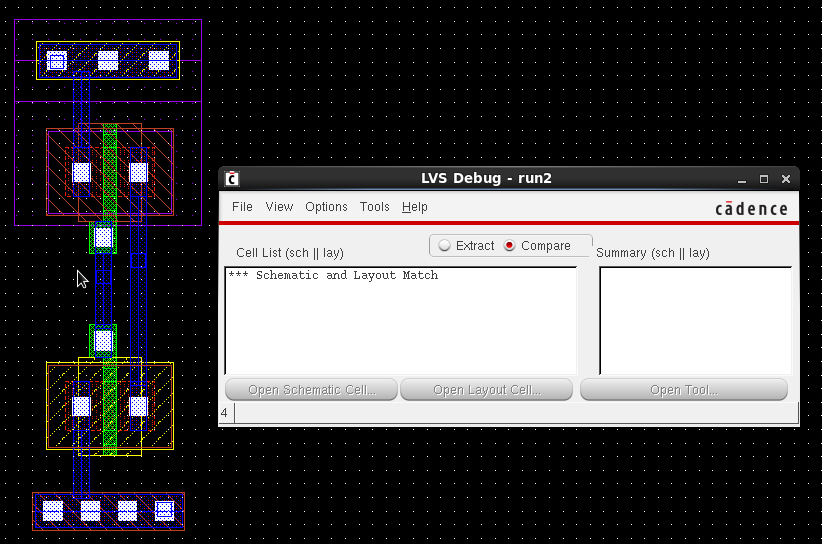 LVS Debug - run2
File View Options Tools Help
cādence
Extract Compare
Cell List (sch || lay)
Summary (sch || lay)
*** Schematic and Layout Match
Open Schematic Cell...
Open Layout Cell...
Open Tool...
4